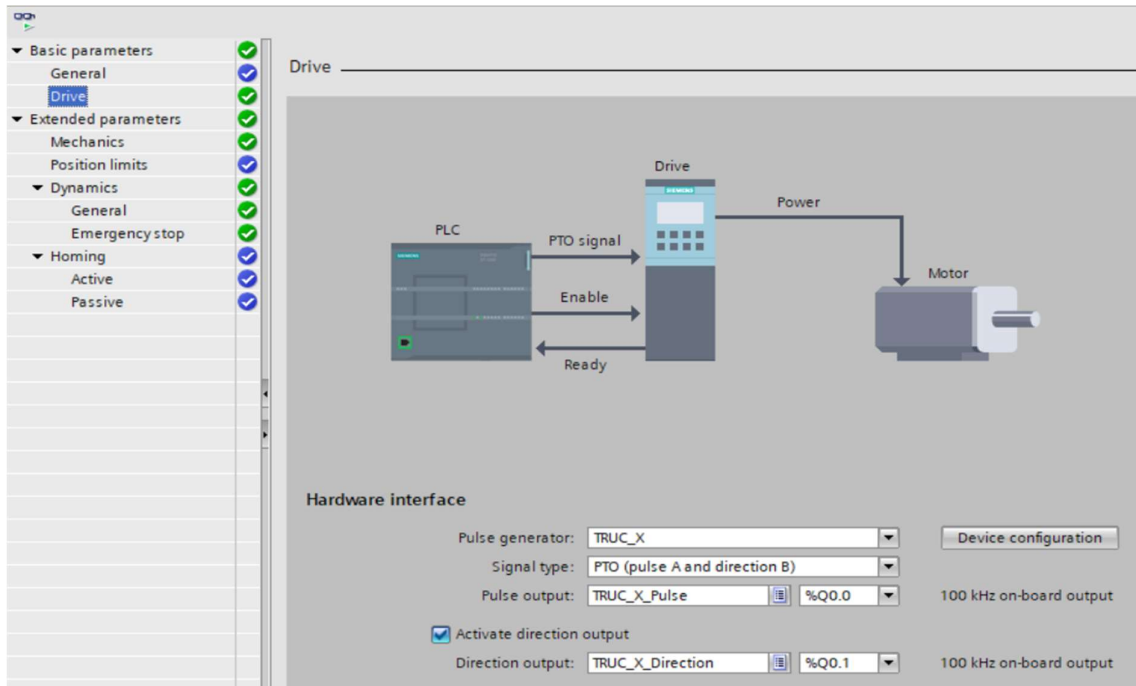 Basic parameters
General
Drive
Extended parameters
Mechanics
Position limits
Dynamics
General
Emergency stop
Homing
Active
Passive
Drive
Drive
SIEMENS
Power
PLC
PTO signal
SIEMENS
Motor
Enable
Ready
Hardware interface
Pulse generator: TRUC_X Device configuration
Signal type: PTO (pulse A and direction B)
Pulse output: TRUC_X_Pulse %Q0.0 100 kHz on-board output
Activate direction output
Direction output: TRUC_X_Direction %Q0.1 100 kHz on-board output